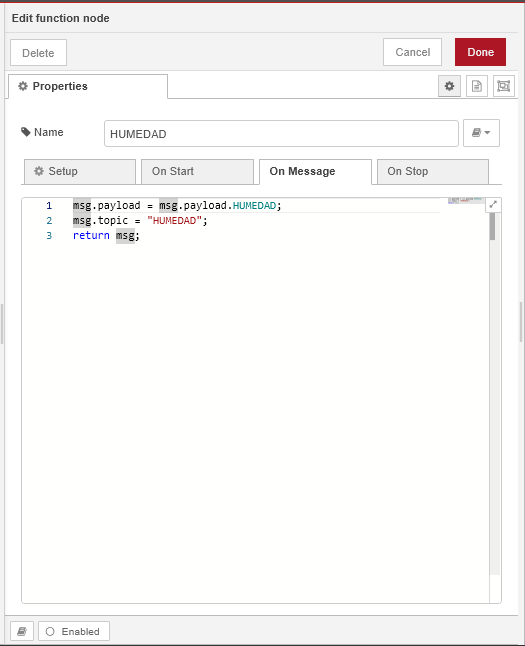 Edit function node
Delete
Cancel
Done
Properties
Name
HUMEDAD
Setup
On Start
On Message
On Stop
1 msg.payload = msg.payload.HUMEDAD;
2 msg.topic = "HUMEDAD";
3 return msg;
Enabled